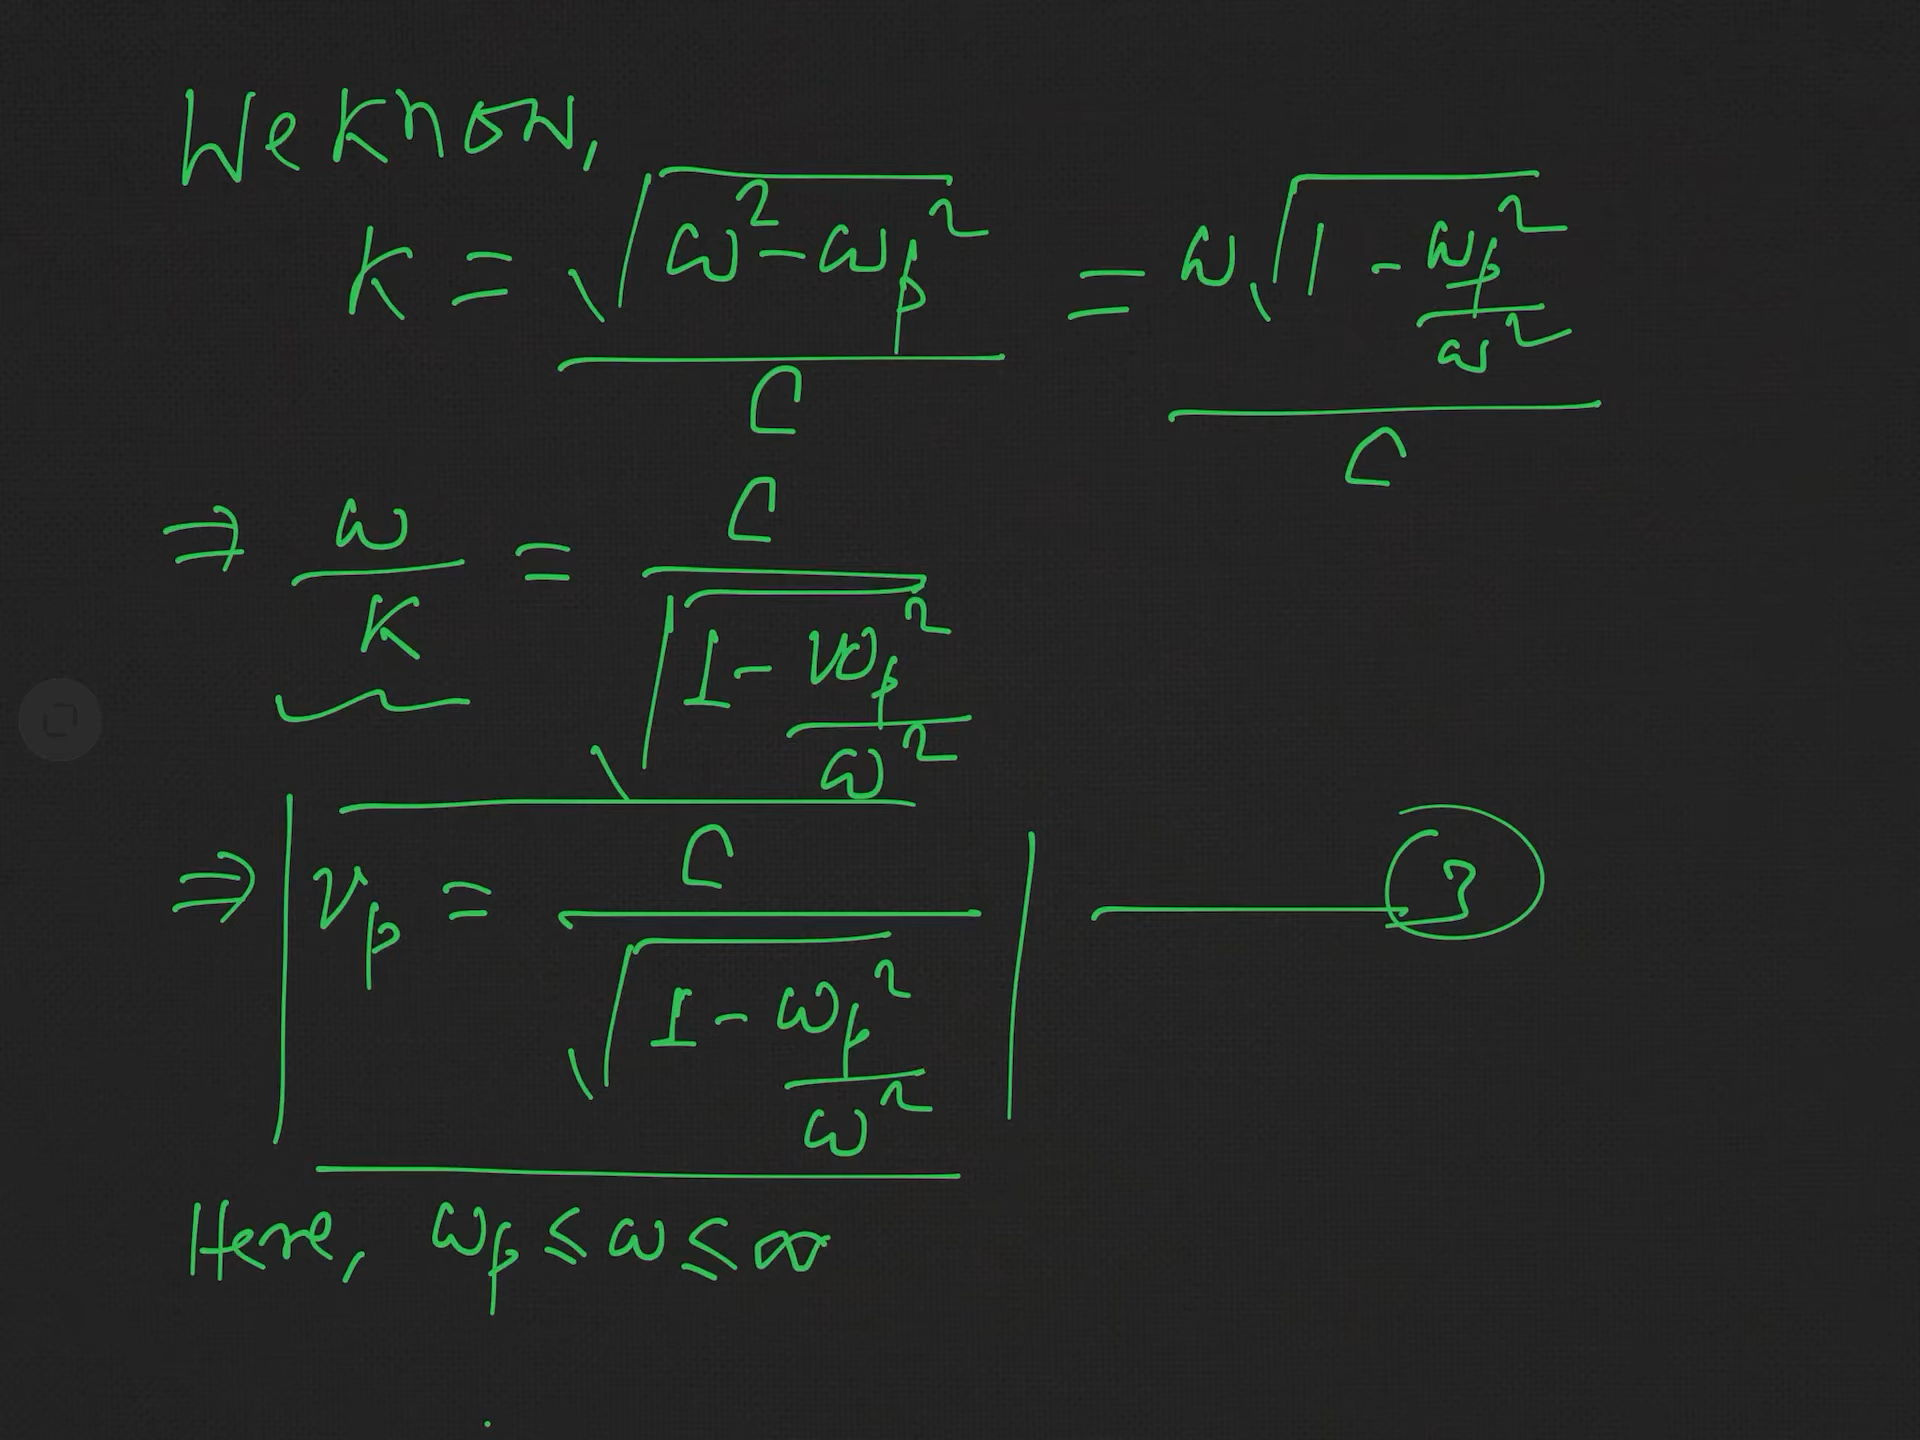 We know,
K = √(ω² - ωp²) / C = ω√(1 - ωp²/ω²) / C
⇒ ω/K = C / √(1 - ωp²/ω²)
⇒ vp = C / √(1 - ωp²/ω²) —— 3
Here, ωp ≤ ω ≤ ∞